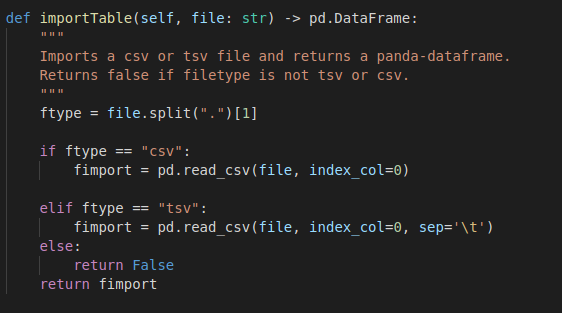 def importTable(self, file: str) -> pd.DataFrame:
    """
    Imports a csv or tsv file and returns a panda-dataframe.
    Returns false if filetype is not tsv or csv.
    """
    ftype = file.split(".")[1]

    if ftype == "csv":
        fimport = pd.read_csv(file, index_col=0)

    elif ftype == "tsv":
        fimport = pd.read_csv(file, index_col=0, sep='\t')
    else:
        return False
    return fimport